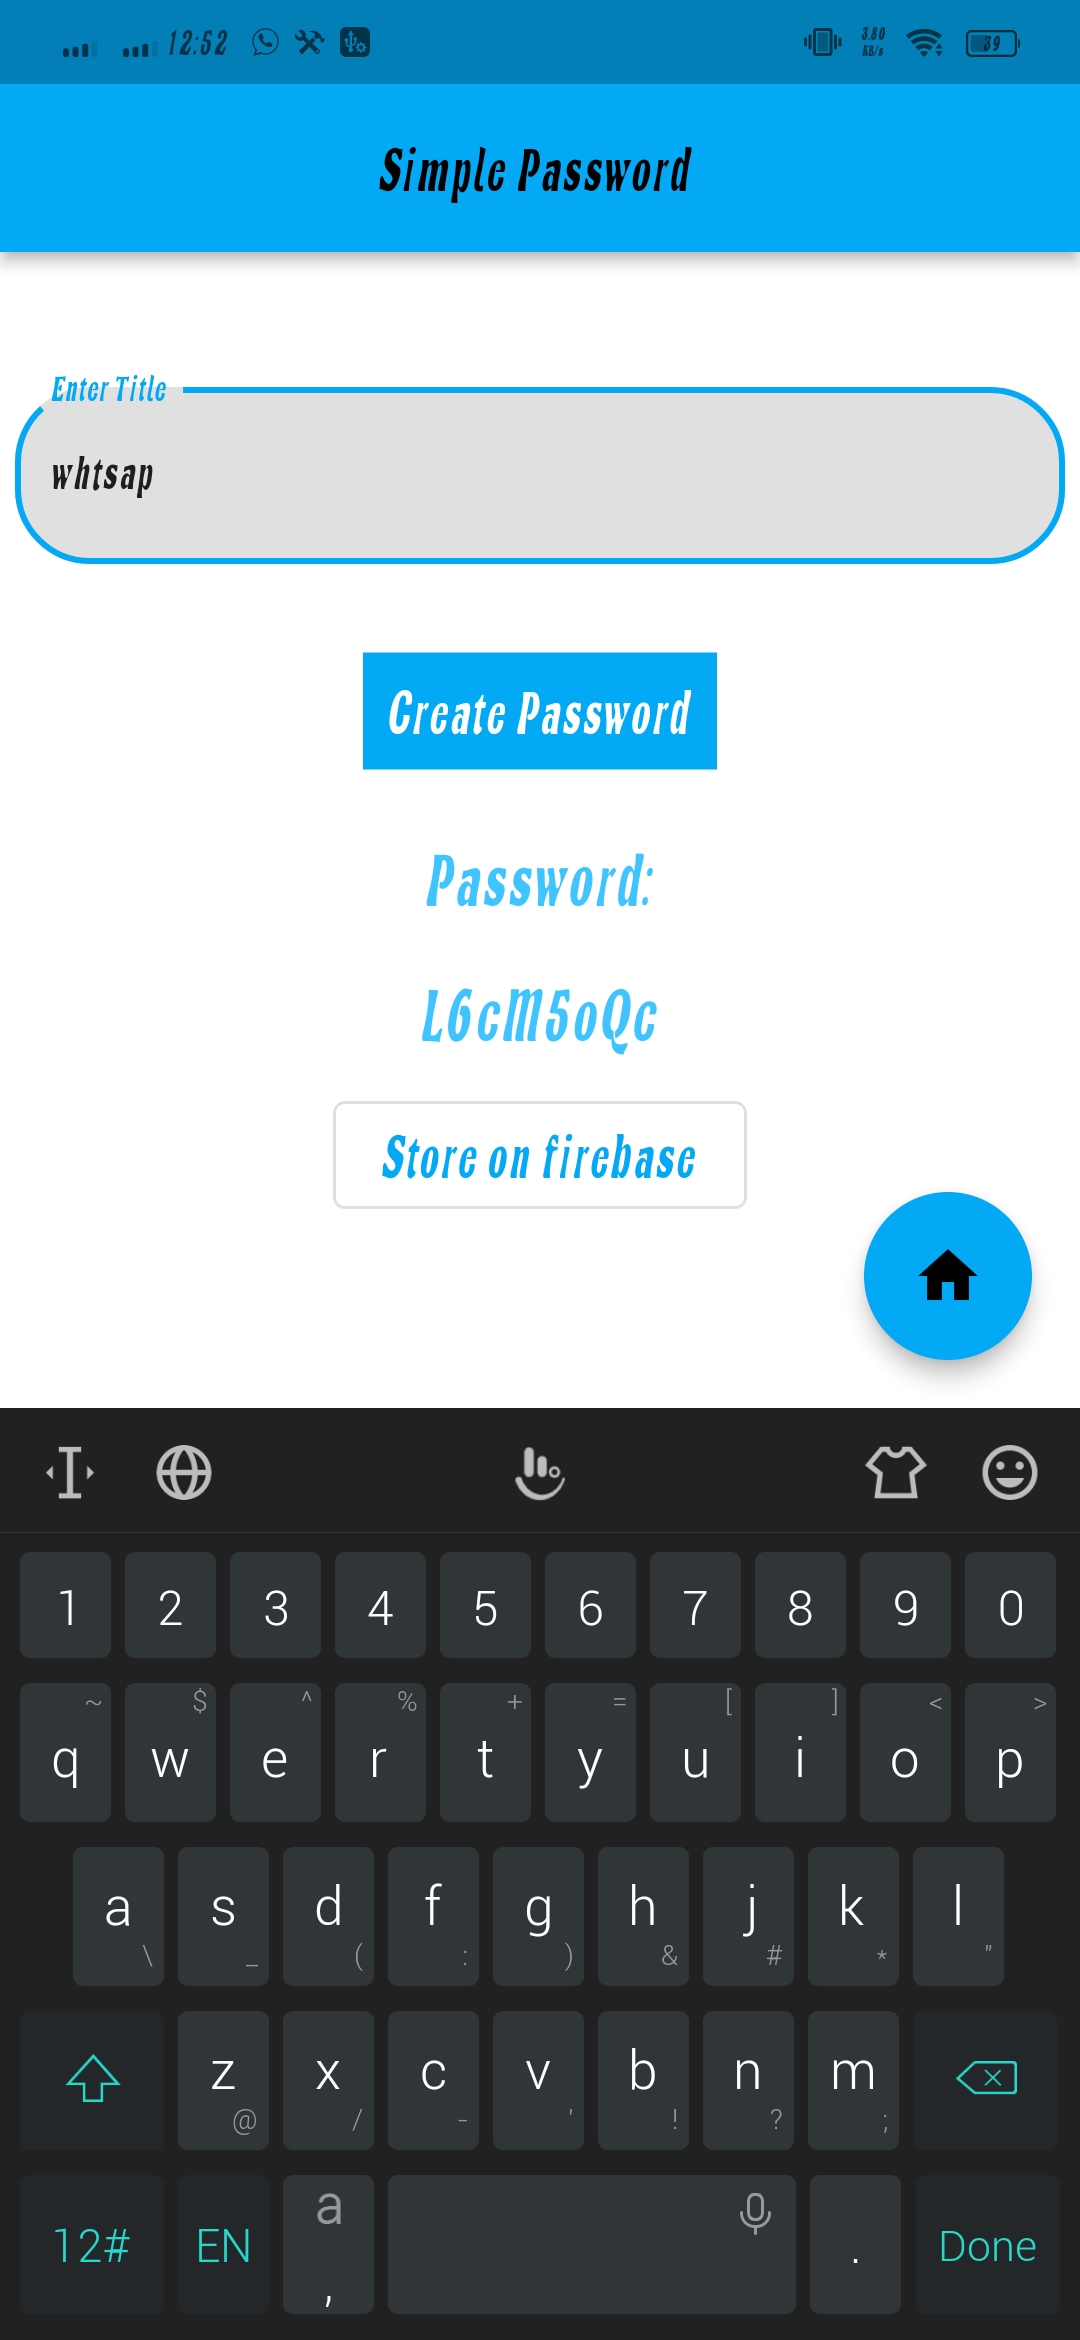 12:52
3.80
KB/s
39
Simple Password
Enter Title
whtsap
Create Password
Password:
L6cM5oQc
Store on firebase
1 2 3 4 5 6 7 8 9 0
~ $ ^ % + = [ ] < >
q w e r t y u i o p
a s d f g h j k l
\ _ ( : ) & # * "
z x c v b n m
@ / - ' ! ? ;
12# EN a , . Done